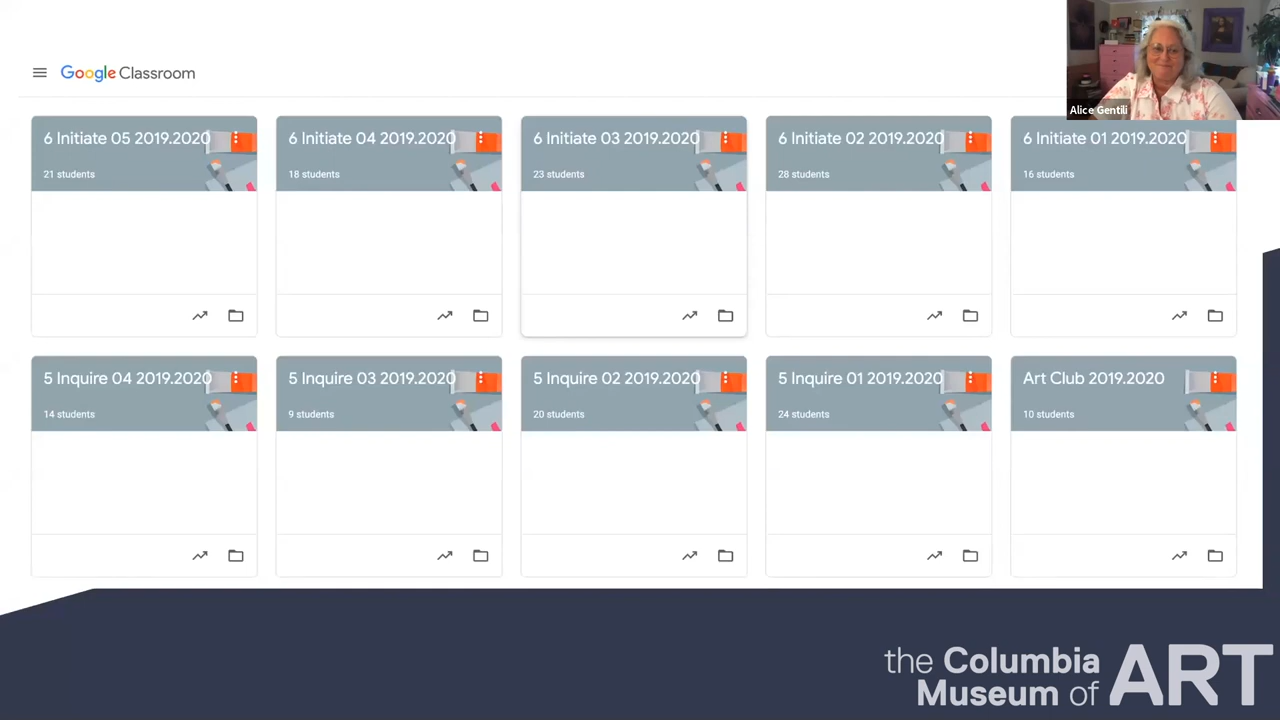 Google Classroom
Alice Gentili
6 Initiate 05 2019.2020
21 students
6 Initiate 04 2019.2020
18 students
6 Initiate 03 2019.2020
23 students
6 Initiate 02 2019.2020
28 students
6 Initiate 01 2019.2020
16 students
5 Inquire 04 2019.2020
14 students
5 Inquire 03 2019.2020
9 students
5 Inquire 02 2019.2020
20 students
5 Inquire 01 2019.2020
24 students
Art Club 2019.2020
10 students
the Columbia
Museum of ART